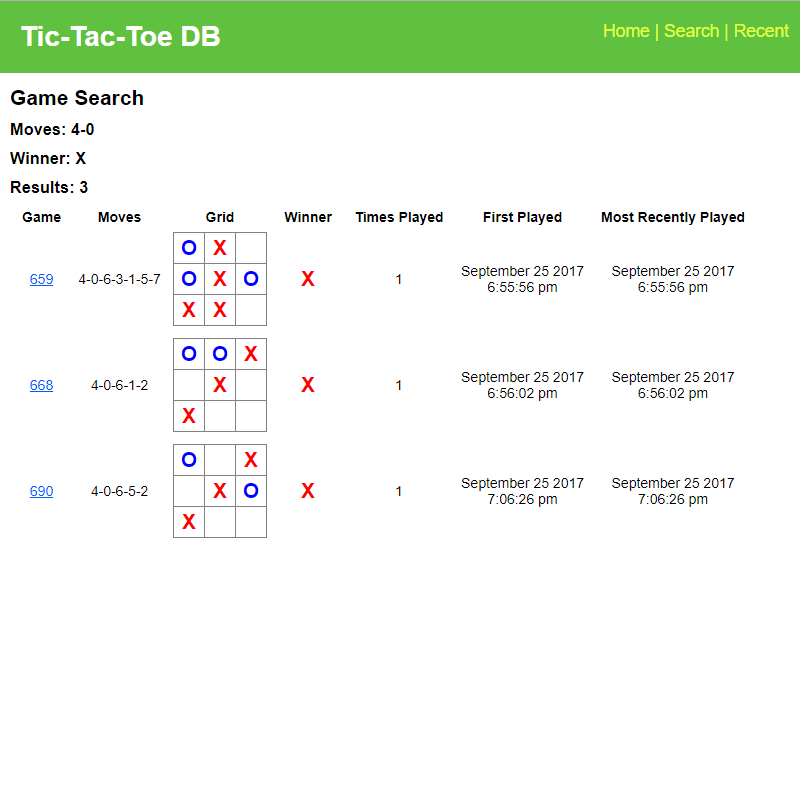 Tic-Tac-Toe DB
Home | Search | Recent
Game Search
Moves: 4-0
Winner: X
Results: 3
Game Moves Grid Winner Times Played First Played Most Recently Played
O X
659 4-0-6-3-1-5-7 O X O X 1 September 25 2017 6:55:56 pm September 25 2017 6:55:56 pm
X X
O O X
668 4-0-6-1-2 X X 1 September 25 2017 6:56:02 pm September 25 2017 6:56:02 pm
X
O X
690 4-0-6-5-2 X O X 1 September 25 2017 7:06:26 pm September 25 2017 7:06:26 pm
X